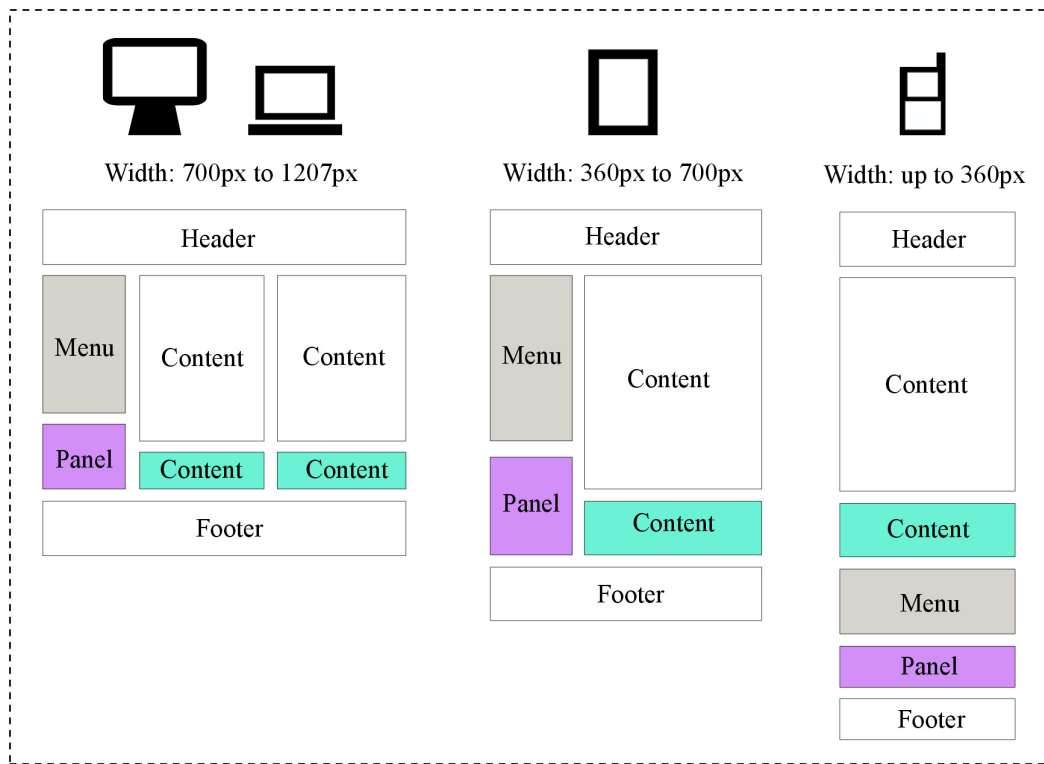 Width: 700px to 1207px
Header
Menu
Content
Content
Panel
Content
Content
Footer
Width: 360px to 700px
Header
Menu
Content
Panel
Content
Footer
Width: up to 360px
Header
Content
Content
Menu
Panel
Footer